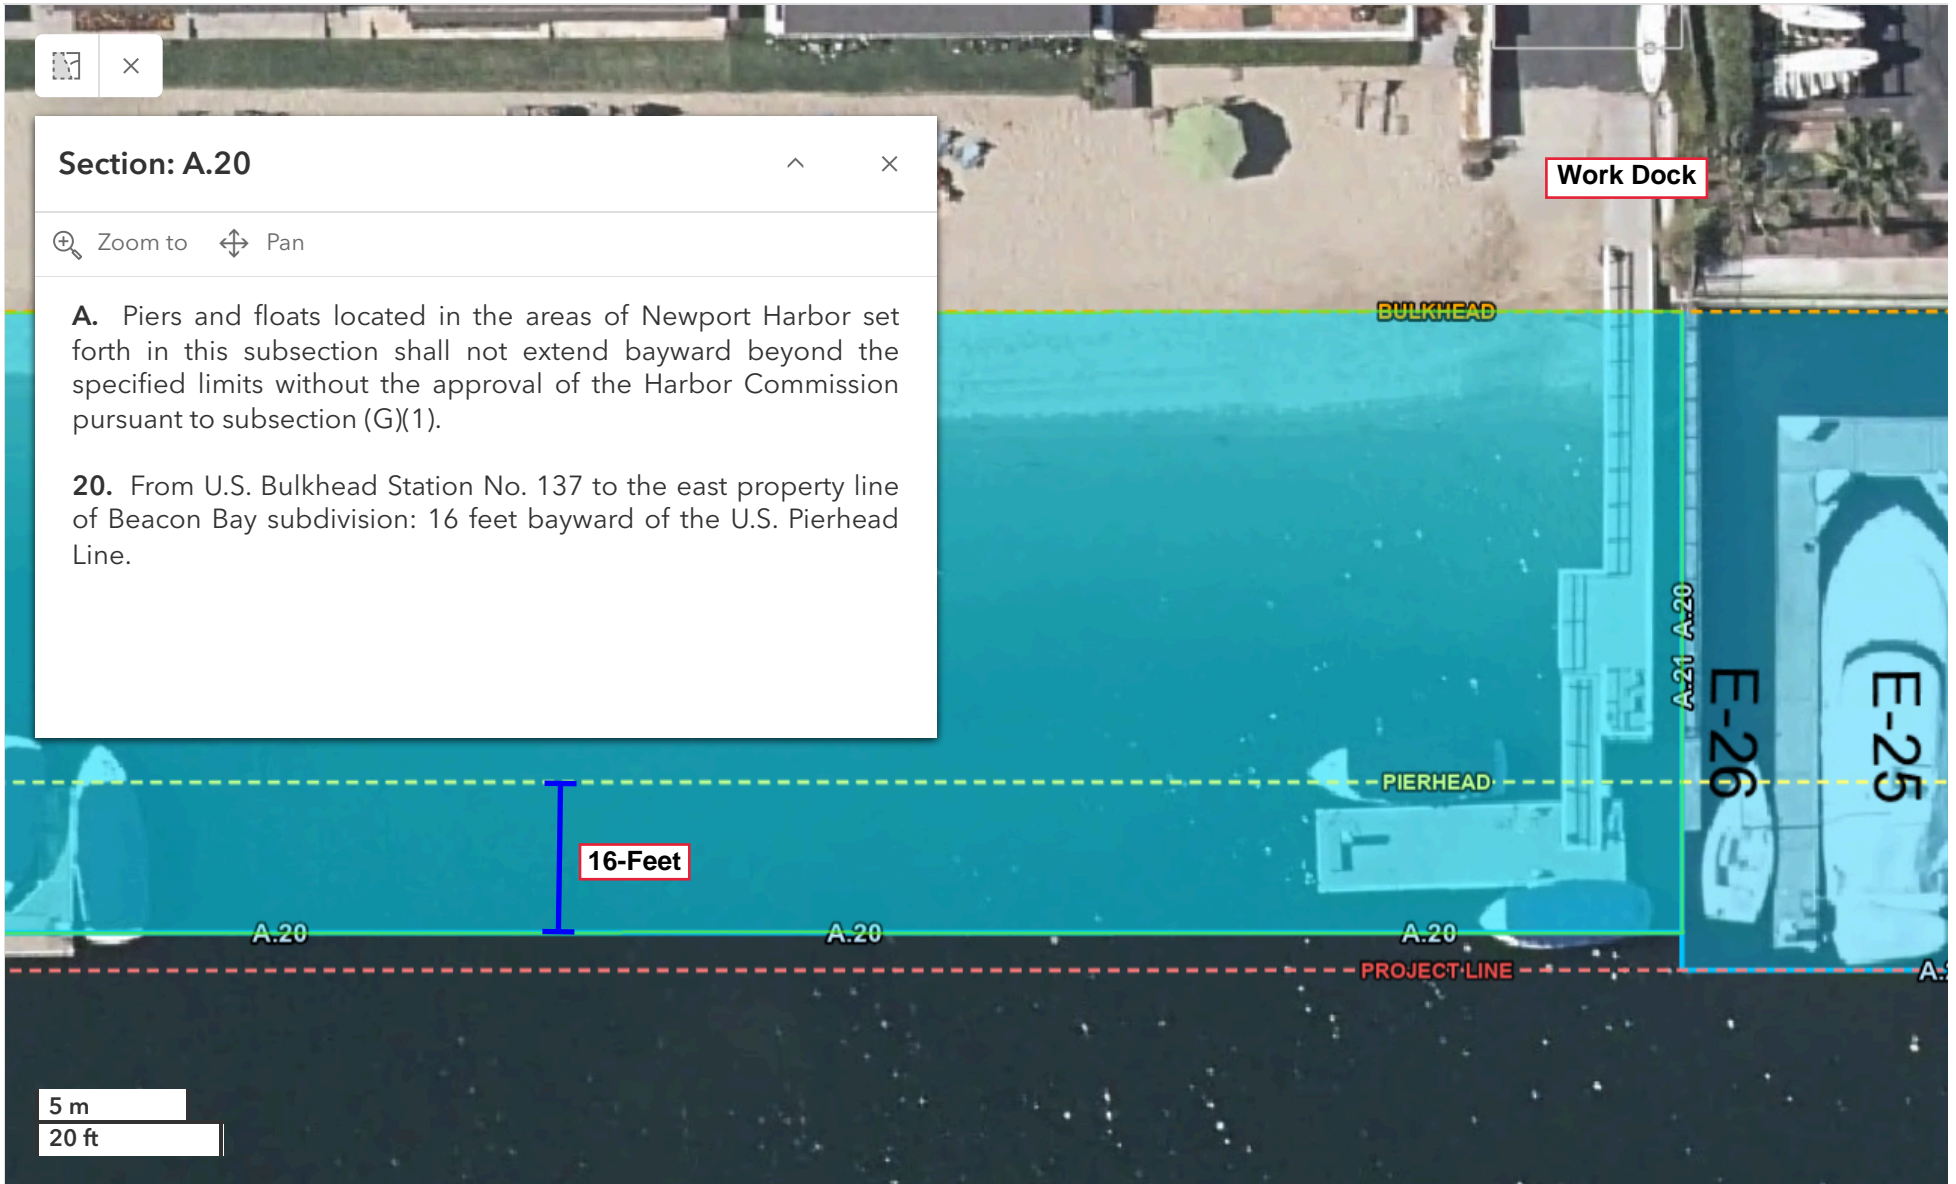 Section: A.20
Zoom to
Pan
A. Piers and floats located in the areas of Newport Harbor set
forth in this subsection shall not extend bayward beyond the
specified limits without the approval of the Harbor Commission
pursuant to subsection (G)(1).
20. From U.S. Bulkhead Station No. 137 to the east property line
of Beacon Bay subdivision: 16 feet bayward of the U.S. Pierhead
Line.
Work Dock
BULKHEAD
A.20
A.21
E-26
E-25
PIERHEAD
16-Feet
A.20
A.20
A.20
PROJECT LINE
5 m
20 ft